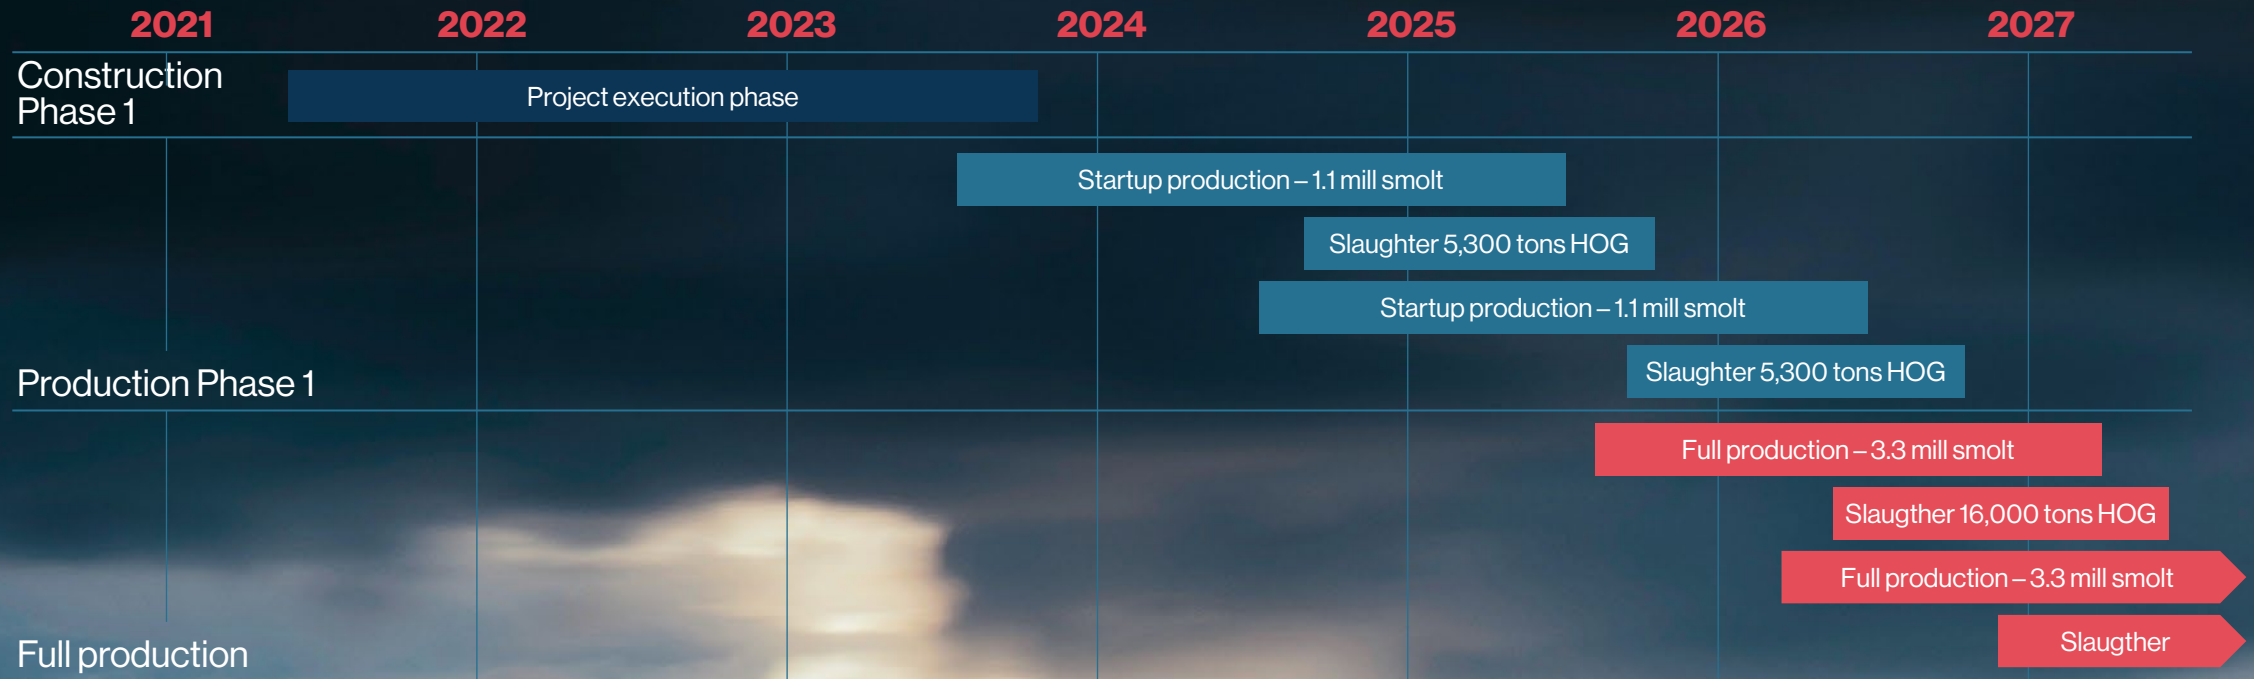 2021 2022 2023 2024 2025 2026 2027
Construction
Phase 1
Project execution phase
Startup production – 1.1 mill smolt
Slaughter 5,300 tons HOG
Startup production – 1.1 mill smolt
Slaughter 5,300 tons HOG
Production Phase 1
Full production – 3.3 mill smolt
Slaugther 16,000 tons HOG
Full production – 3.3 mill smolt
Slaugther
Full production